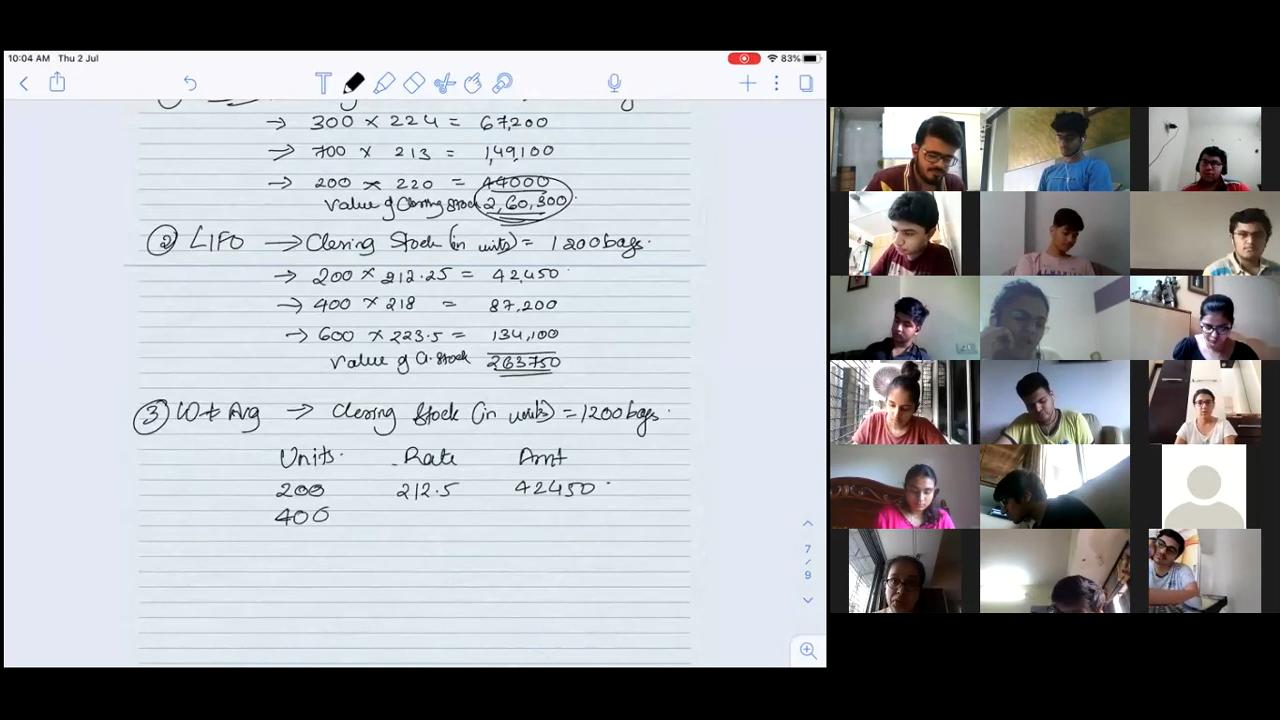 10:04 AM Thu 2 Jul
83%
T
→ 300 × 224 = 67,200
→ 700 × 213 = 1,49,100
→ 200 × 220 = 44000
Value of Closing Stock 2,60,300.
② LIFO → Closing Stock (in units) = 1200 bags.
→ 200 × 212.25 = 42,450
→ 400 × 218 = 87,200
→ 600 × 223.5 = 134,100
Value of Cl. Stock 263750
③ Wt Avg → Closing Stock (in units) = 1200 bags.
Units. Rate Amt
200 212.5 42450
400
7
/
9